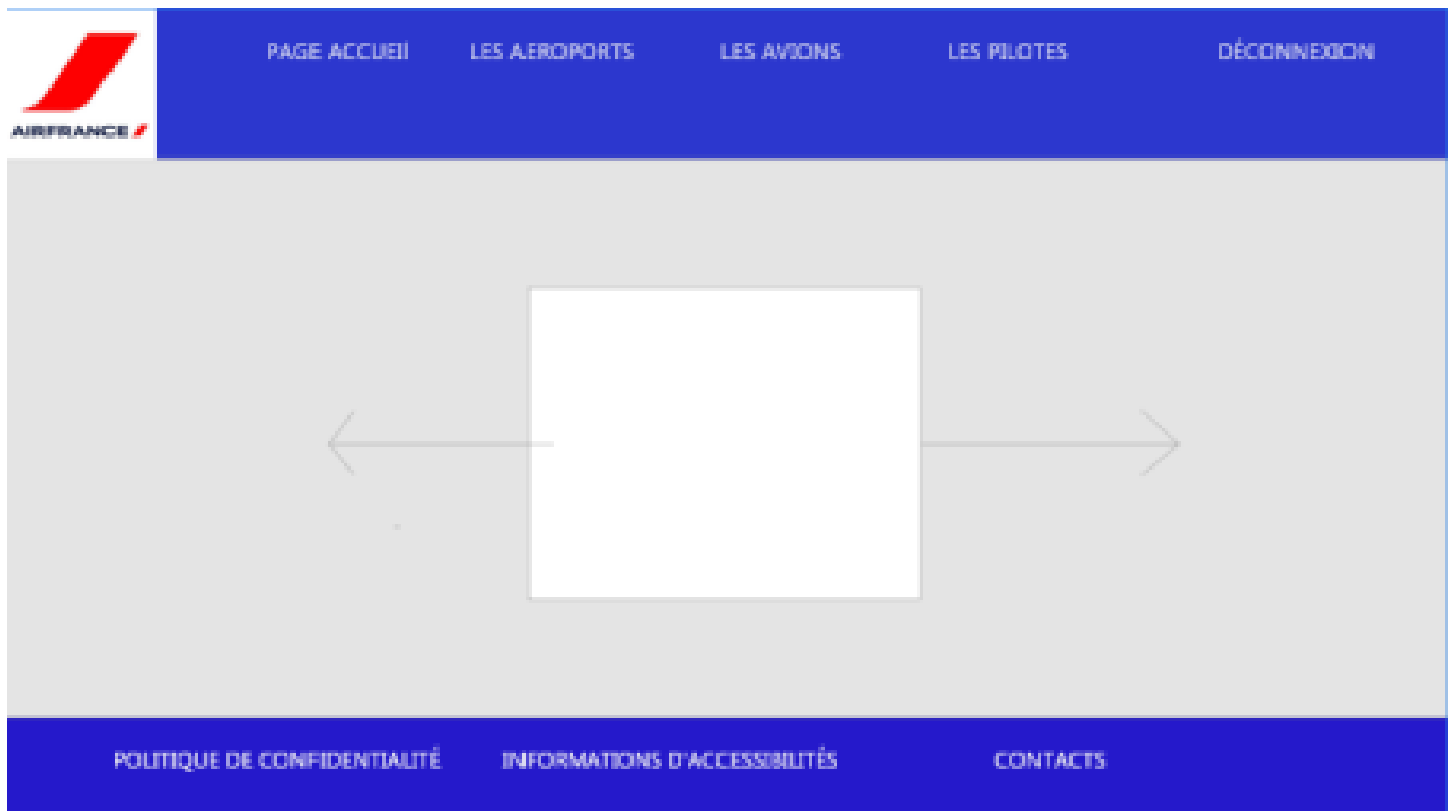 AIRFRANCE
PAGE ACCUEIl LES AEROPORTS LES AVIONS LES PILOTES DÉCONNEXION
POLITIQUE DE CONFIDENTIALITÉ INFORMATIONS D'ACCESSIBILITÉS CONTACTS